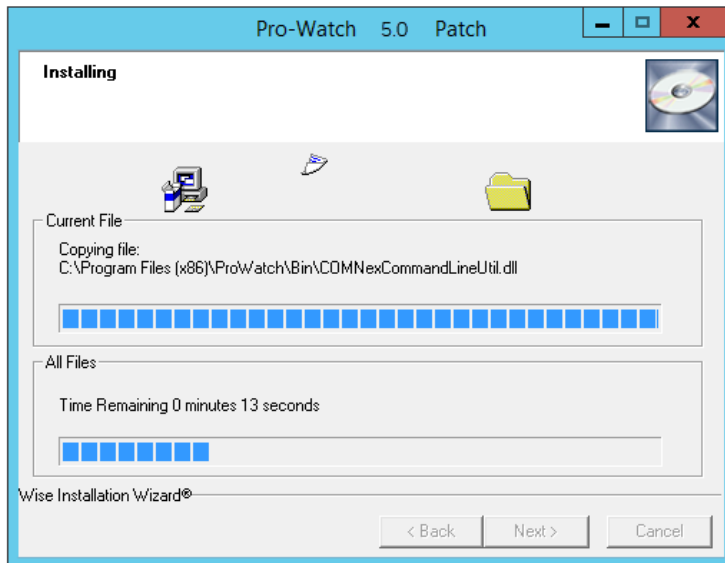 Pro-Watch 5.0 Patch
Installing
Current File
Copying file:
C:\Program Files (x86)\ProWatch\Bin\COMNexCommandLineUtil.dll
All Files
Time Remaining 0 minutes 13 seconds
Wise Installation Wizard®
< Back
Next >
Cancel